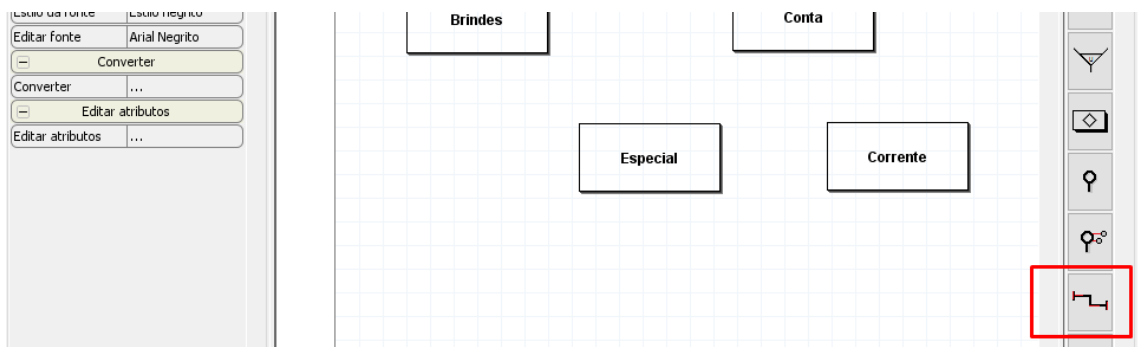 Estilo da fonte Estilo negrito
Editar fonte Arial Negrito
Converter
Converter ...
Editar atributos
Editar atributos ...
Brindes
Conta
Especial
Corrente